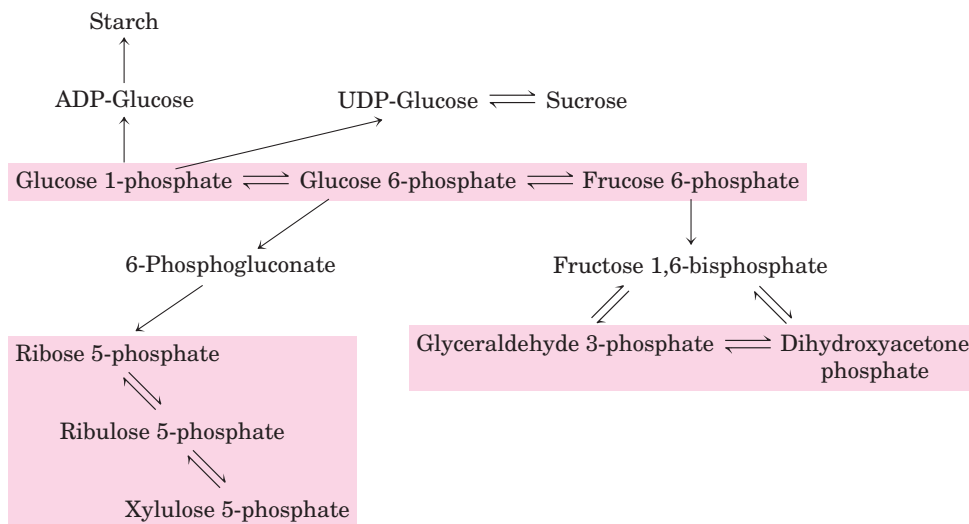 Starch
ADP-Glucose
UDP-Glucose
Sucrose
Glucose 1-phosphate
Glucose 6-phosphate
Frucose 6-phosphate
6-Phosphogluconate
Fructose 1,6-bisphosphate
Glyceraldehyde 3-phosphate
Dihydroxyacetone
phosphate
Ribose 5-phosphate
Ribulose 5-phosphate
Xylulose 5-phosphate